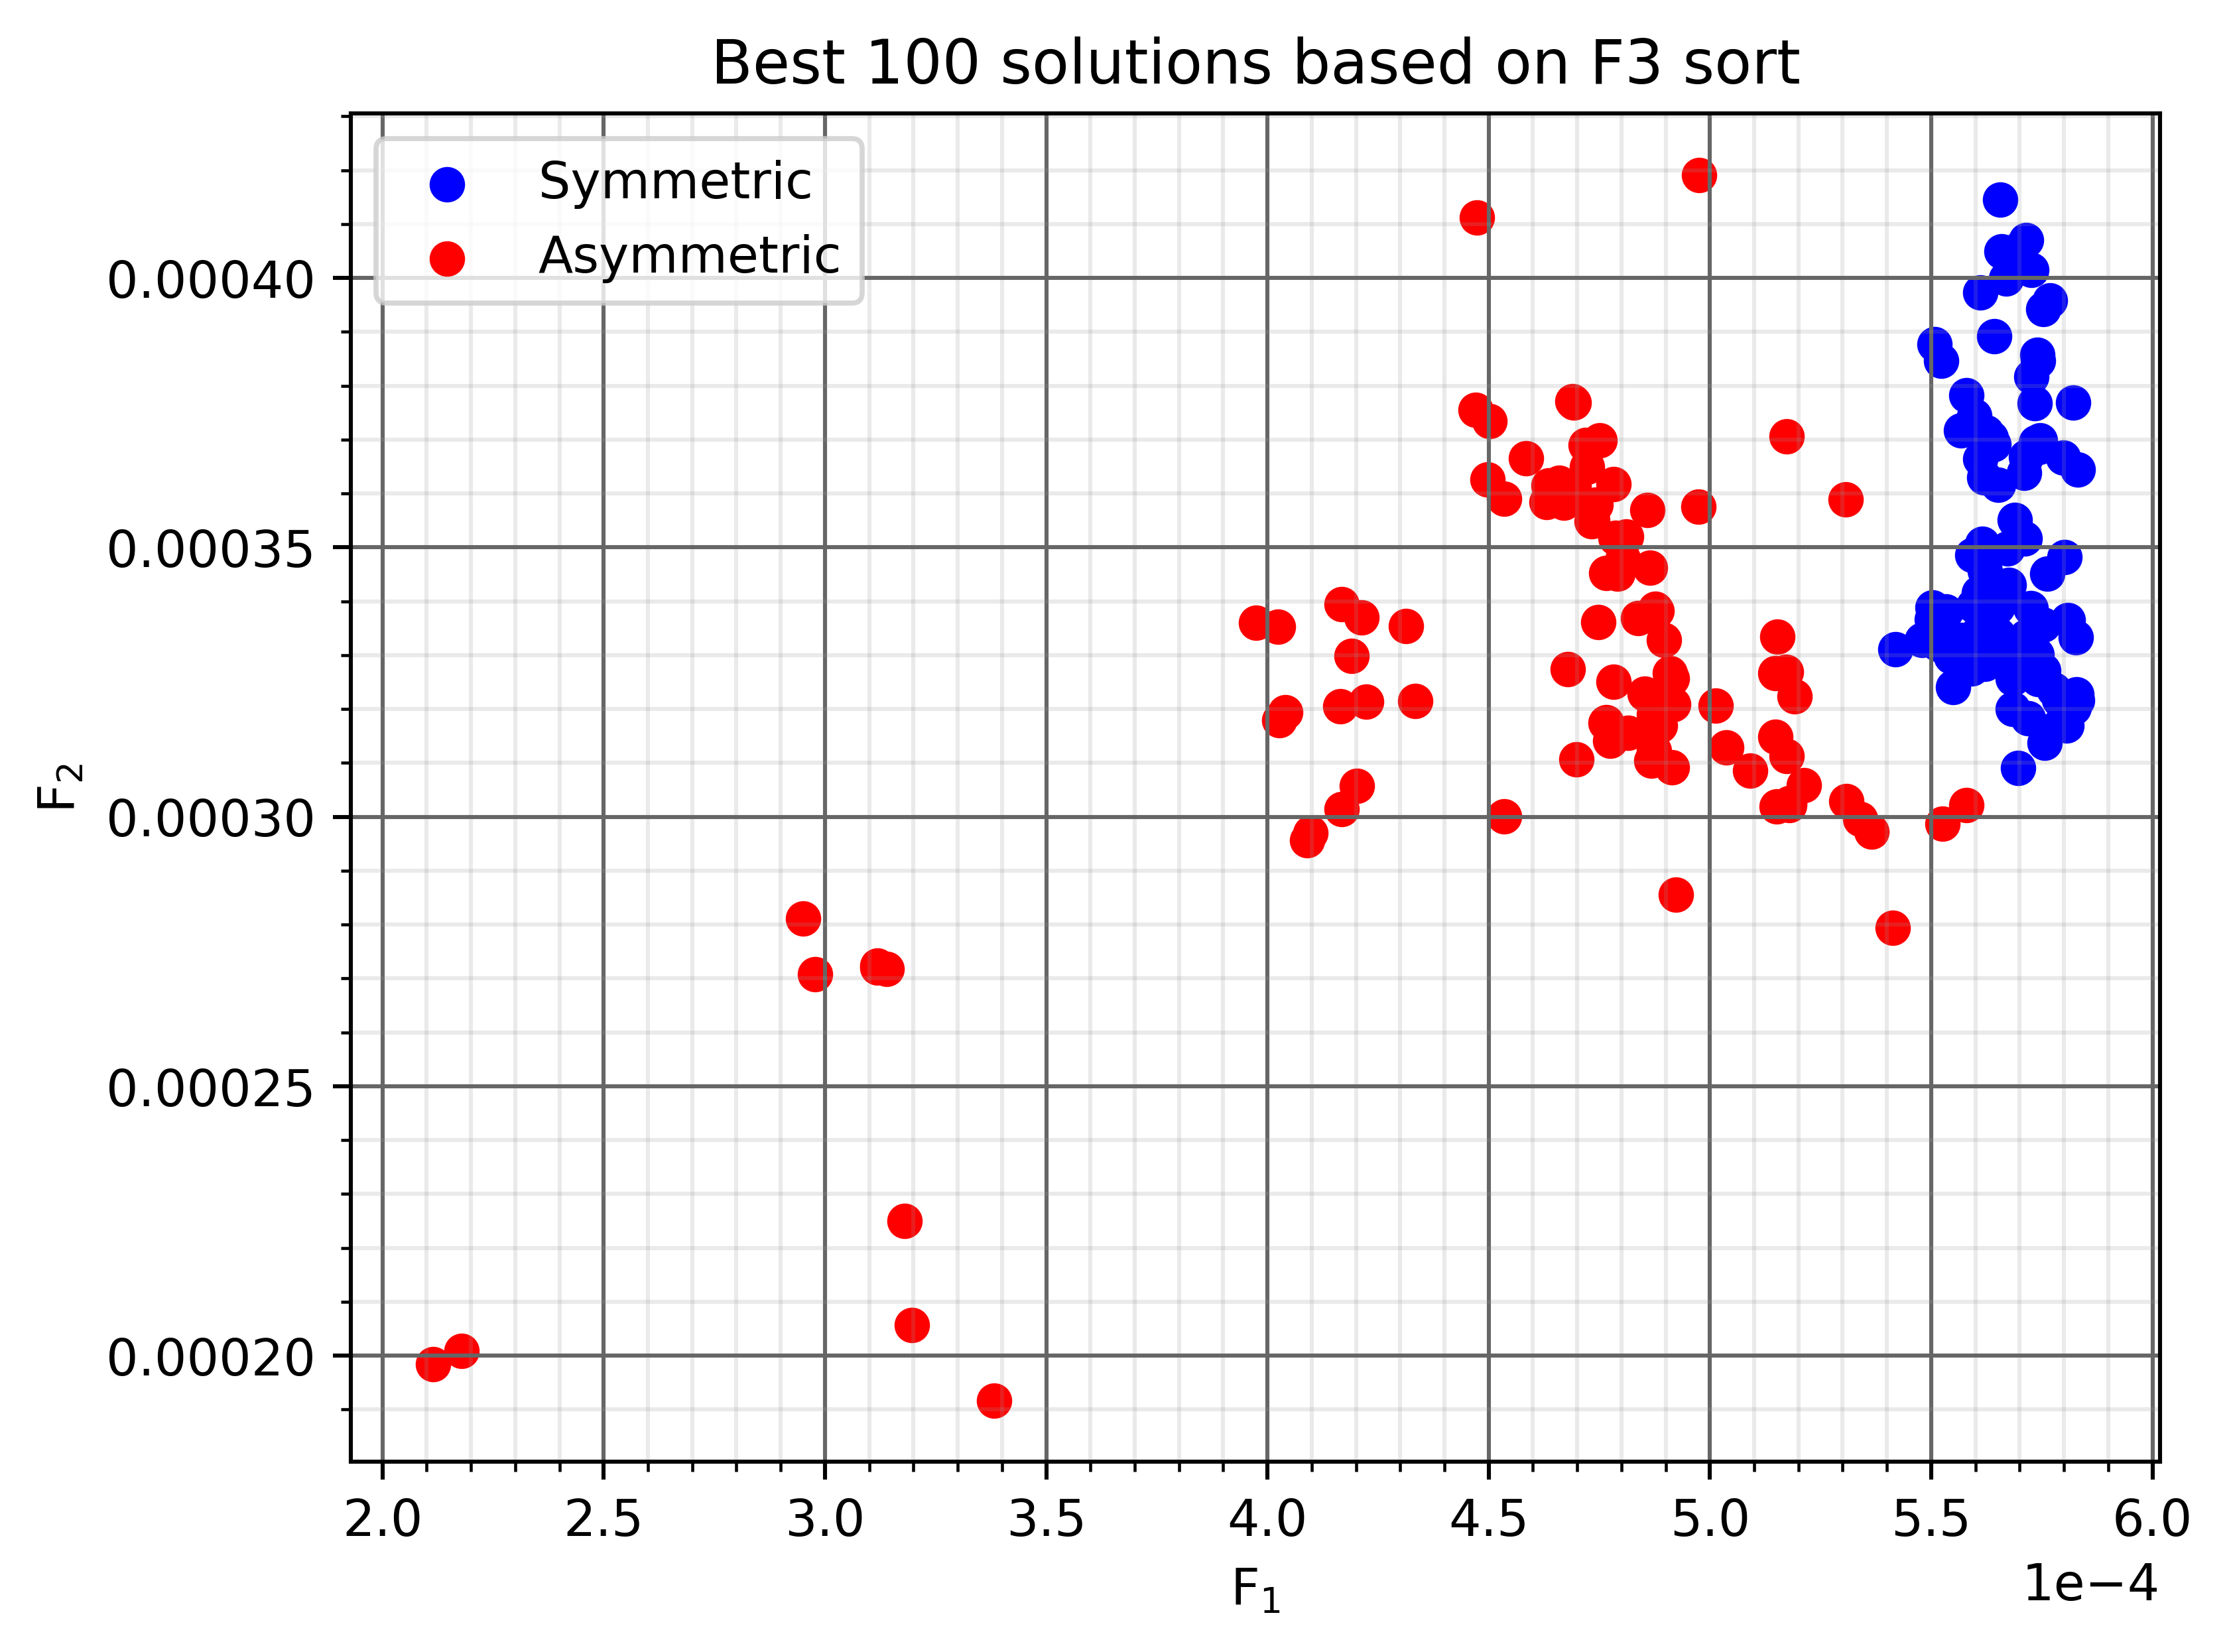 Best 100 solutions based on F3 sort
Symmetric
Asymmetric
0.00040
0.00035
0.00030
0.00025
0.00020
F₂
2.0 2.5 3.0 3.5 4.0 4.5 5.0 5.5 6.0
1e−4
F₁